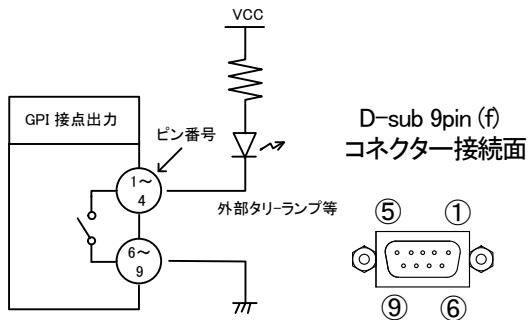 VCC
GPI 接点出力
ピン番号
1～
4
外部タリーランプ等
6～
9
D-sub 9pin (f)
コネクター接続面
⑤ ①
⑨ ⑥